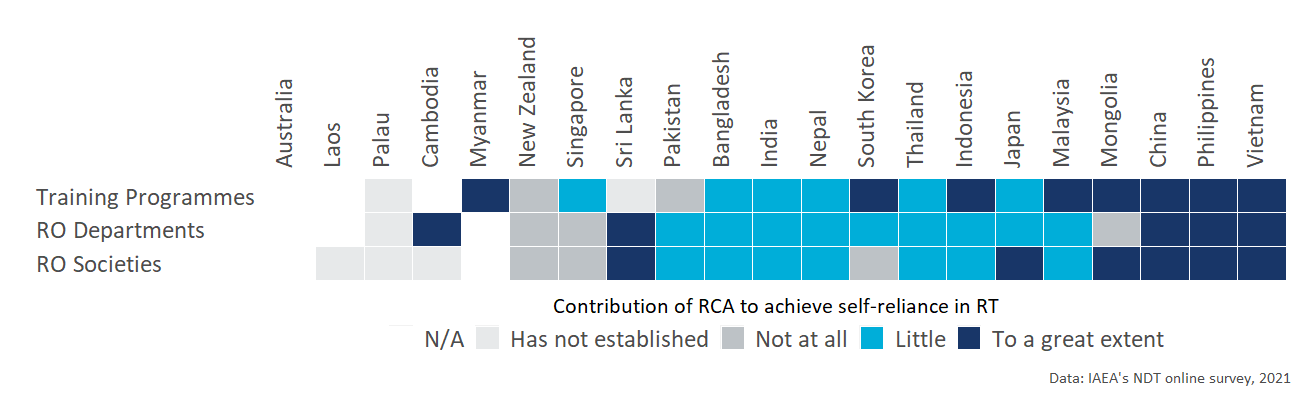 Australia
Laos
Palau
Cambodia
Myanmar
New Zealand
Singapore
Sri Lanka
Pakistan
Bangladesh
India
Nepal
South Korea
Thailand
Indonesia
Japan
Malaysia
Mongolia
China
Philippines
Vietnam
Training Programmes
RO Departments
RO Societies
Contribution of RCA to achieve self-reliance in RT
N/A Has not established Not at all Little To a great extent
Data: IAEA's NDT online survey, 2021